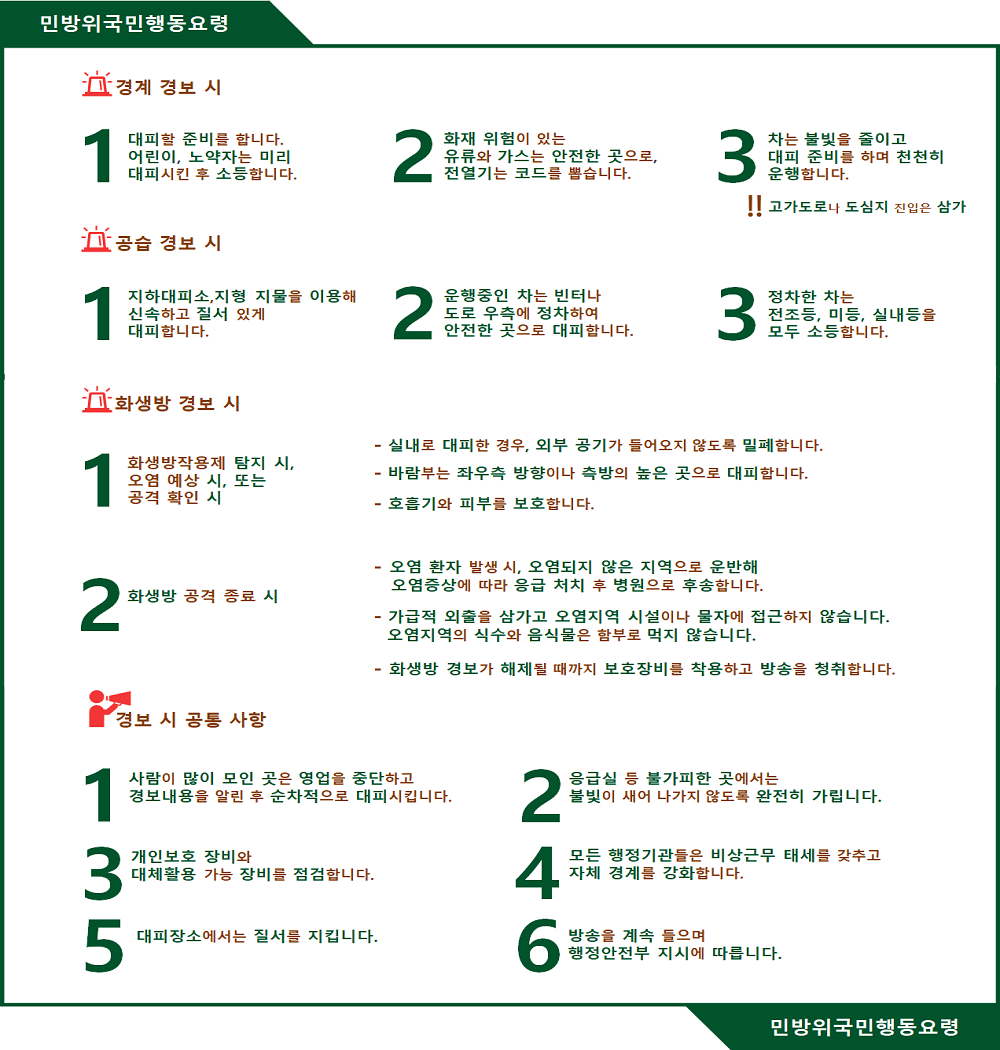 민방위국민행동요령
경계 경보 시
1
대피할 준비를 합니다.
어린이, 노약자는 미리
대피시킨 후 소등합니다.
2
화재 위험이 있는
유류와 가스는 안전한 곳으로,
전열기는 코드를 뽑습니다.
3
차는 불빛을 줄이고
대피 준비를 하며 천천히
운행합니다.
!! 고가도로나 도심지 진입은 삼가
공습 경보 시
1
지하대피소,지형 지물을 이용해
신속하고 질서 있게
대피합니다.
2
운행중인 차는 빈터나
도로 우측에 정차하여
안전한 곳으로 대피합니다.
3
정차한 차는
전조등, 미등, 실내등을
모두 소등합니다.
화생방 경보 시
1
화생방작용제 탐지 시,
오염 예상 시, 또는
공격 확인 시
- 실내로 대피한 경우, 외부 공기가 들어오지 않도록 밀폐합니다.
- 바람부는 좌우측 방향이나 측방의 높은 곳으로 대피합니다.
- 호흡기와 피부를 보호합니다.
2
화생방 공격 종료 시
- 오염 환자 발생 시, 오염되지 않은 지역으로 운반해
오염증상에 따라 응급 처치 후 병원으로 후송합니다.
- 가급적 외출을 삼가고 오염지역 시설이나 물자에 접근하지 않습니다.
오염지역의 식수와 음식물은 함부로 먹지 않습니다.
- 화생방 경보가 해제될 때까지 보호장비를 착용하고 방송을 청취합니다.
경보 시 공통 사항
1
사람이 많이 모인 곳은 영업을 중단하고
경보내용을 알린 후 순차적으로 대피시킵니다.
2
응급실 등 불가피한 곳에서는
불빛이 새어 나가지 않도록 완전히 가립니다.
3
개인보호 장비와
대체활용 가능 장비를 점검합니다.
4
모든 행정기관들은 비상근무 태세를 갖추고
자체 경계를 강화합니다.
5
대피장소에서는 질서를 지킵니다.
6
방송을 계속 들으며
행정안전부 지시에 따릅니다.
민방위국민행동요령